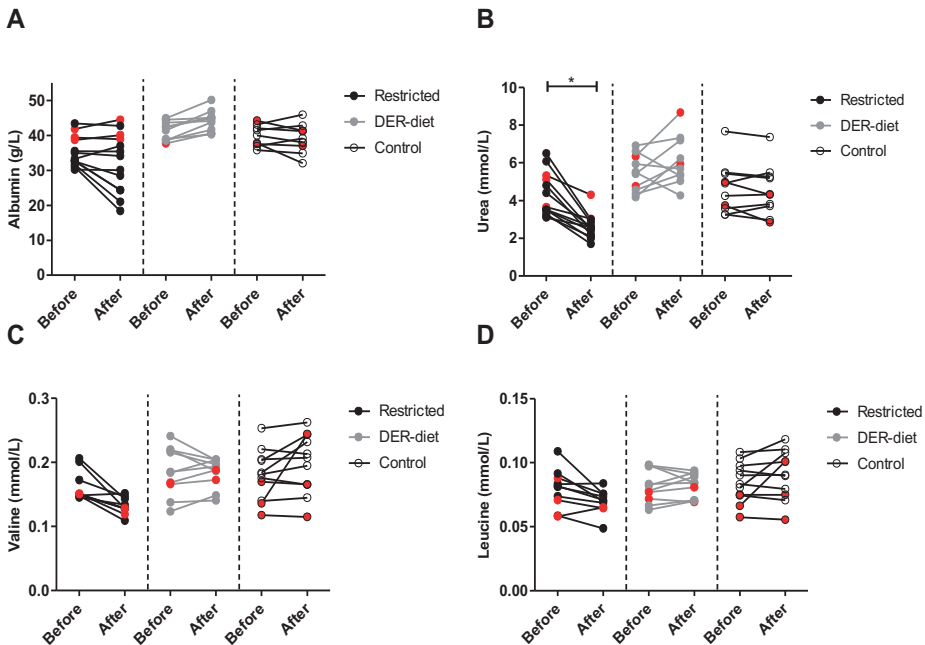 A
Albumin (g/L)
50
40
30
20
10
0
Before
After
Before
After
Before
After
Restricted
DER-diet
Control
B
Urea (mmol/L)
10
8
6
4
2
0
*
Before
After
Before
After
Before
After
Restricted
DER-diet
Control
C
Valine (mmol/L)
0.3
0.2
0.1
0.0
Before
After
Before
After
Before
After
Restricted
DER-diet
Control
D
Leucine (mmol/L)
0.15
0.10
0.05
0.00
Before
After
Before
After
Before
After
Restricted
DER-diet
Control